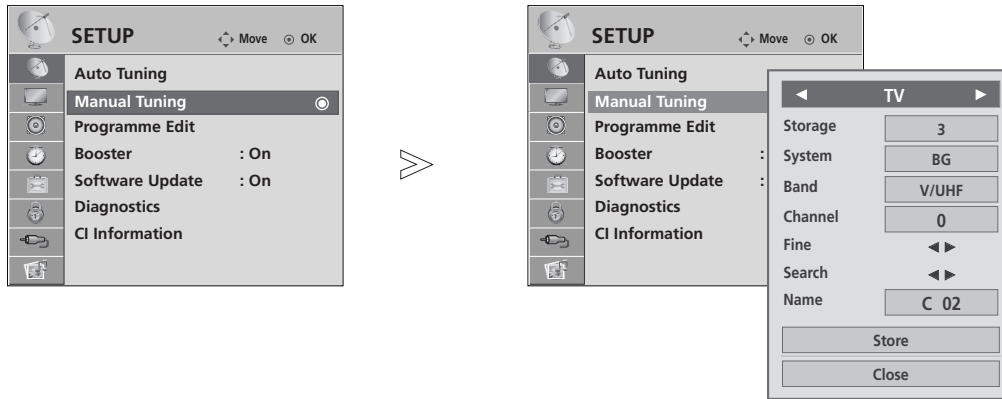 SETUP Move OK
Auto Tuning
Manual Tuning
Programme Edit
Booster : On
Software Update : On
Diagnostics
CI Information
SETUP Move OK
Auto Tuning
Manual Tuning
Programme Edit
Booster :
Software Update :
Diagnostics
CI Information
◄ TV ►
Storage 3
System BG
Band V/UHF
Channel 0
Fine ◄ ►
Search ◄ ►
Name C 02
Store
Close